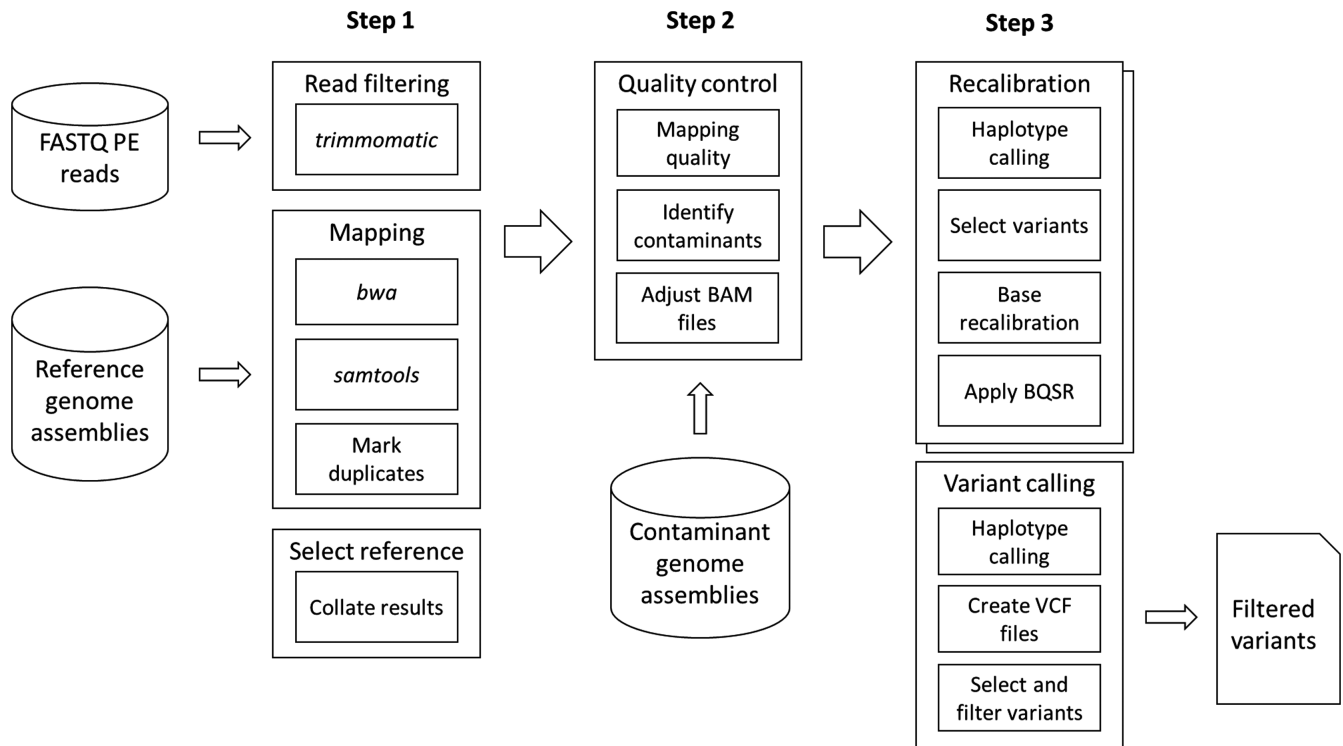 Step 1
Step 2
Step 3
FASTQ PE
reads
Reference
genome
assemblies
Read filtering
trimmomatic
Mapping
bwa
samtools
Mark
duplicates
Select reference
Collate results
Quality control
Mapping
quality
Identify
contaminants
Adjust BAM
files
Contaminant
genome
assemblies
Recalibration
Haplotype
calling
Select variants
Base
recalibration
Apply BQSR
Variant calling
Haplotype
calling
Create VCF
files
Select and
filter variants
Filtered
variants